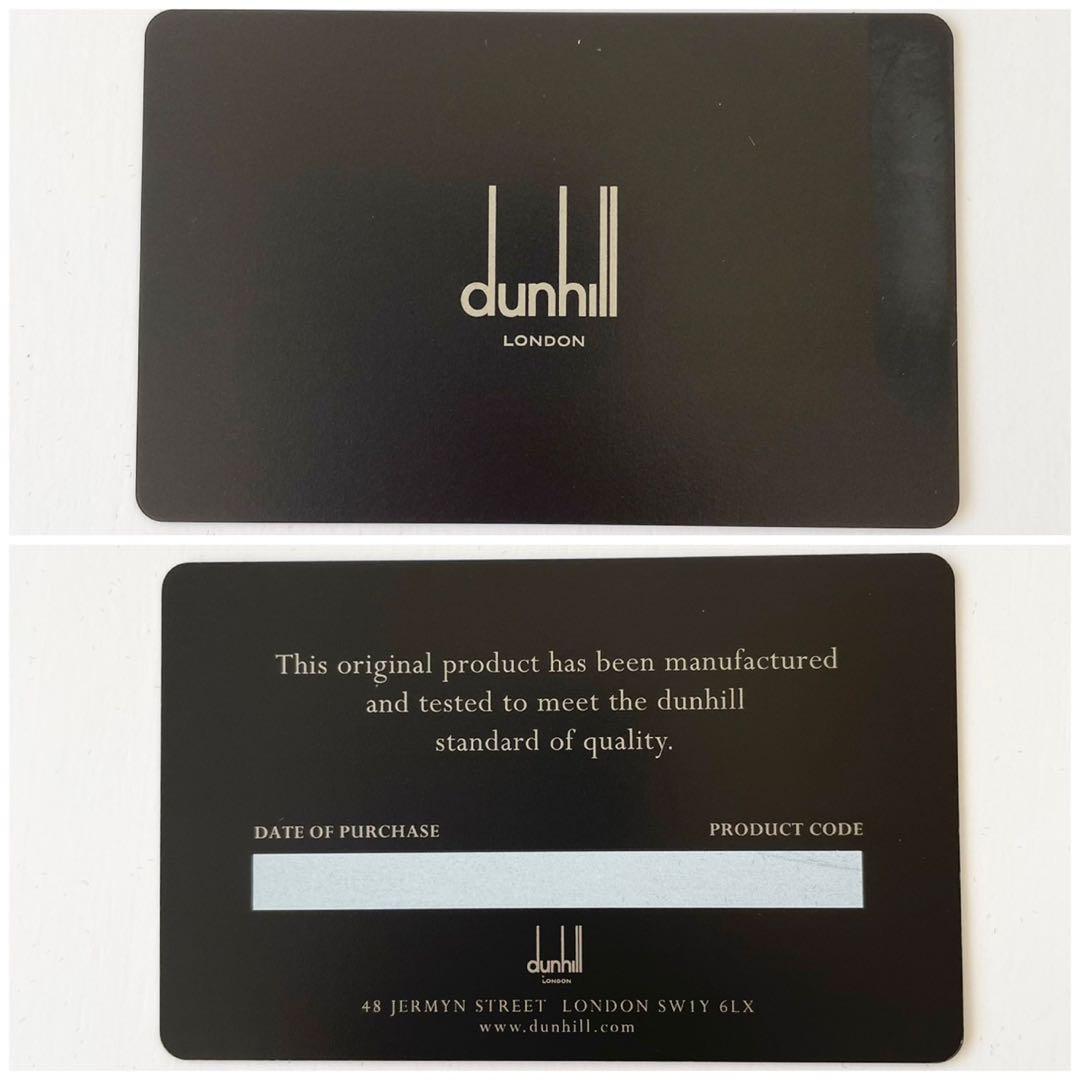 dunhill
LONDON
This original product has been manufactured
and tested to meet the dunhill
standard of quality.
DATE OF PURCHASE PRODUCT CODE
dunhill
LONDON
48 JERMYN STREET LONDON SW1Y 6LX
www.dunhill.com